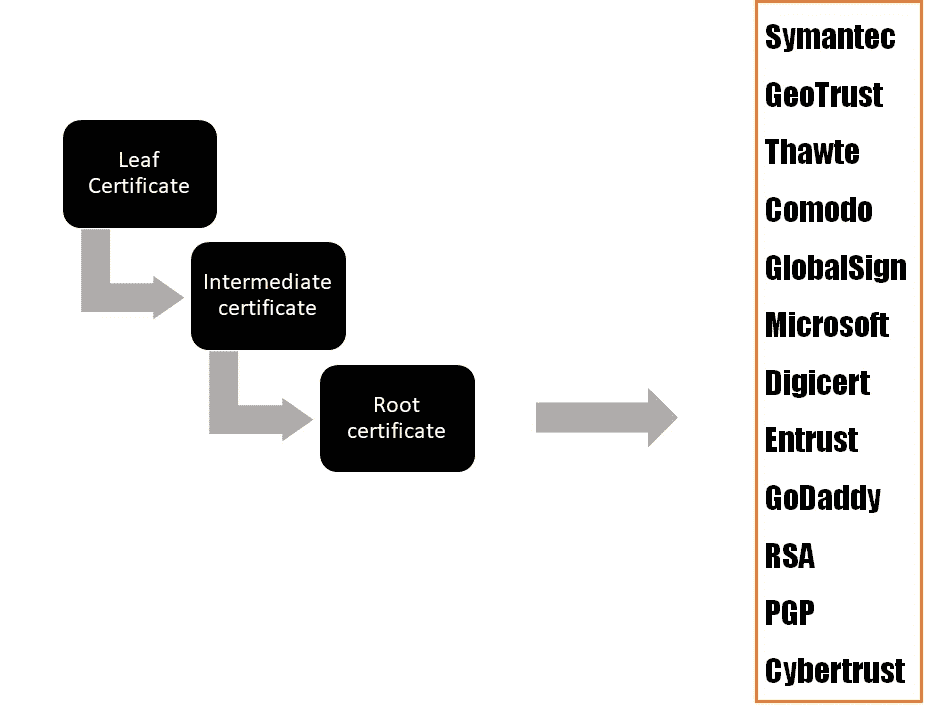 Leaf
Certificate
Intermediate
certificate
Root
certificate
Symantec
GeoTrust
Thawte
Comodo
GlobalSign
Microsoft
Digicert
Entrust
GoDaddy
RSA
PGP
Cybertrust